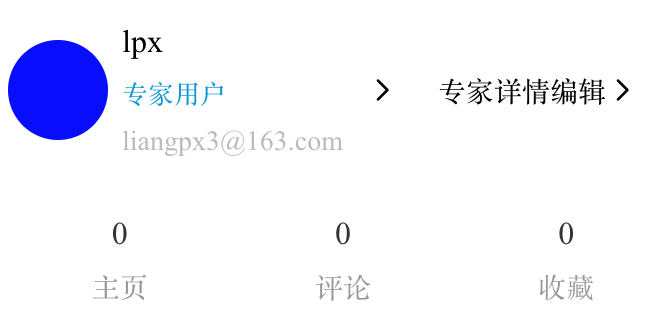 lpx
专家用户
专家详情编辑
liangpx3@163.com
0 0 0
主页 评论 收藏